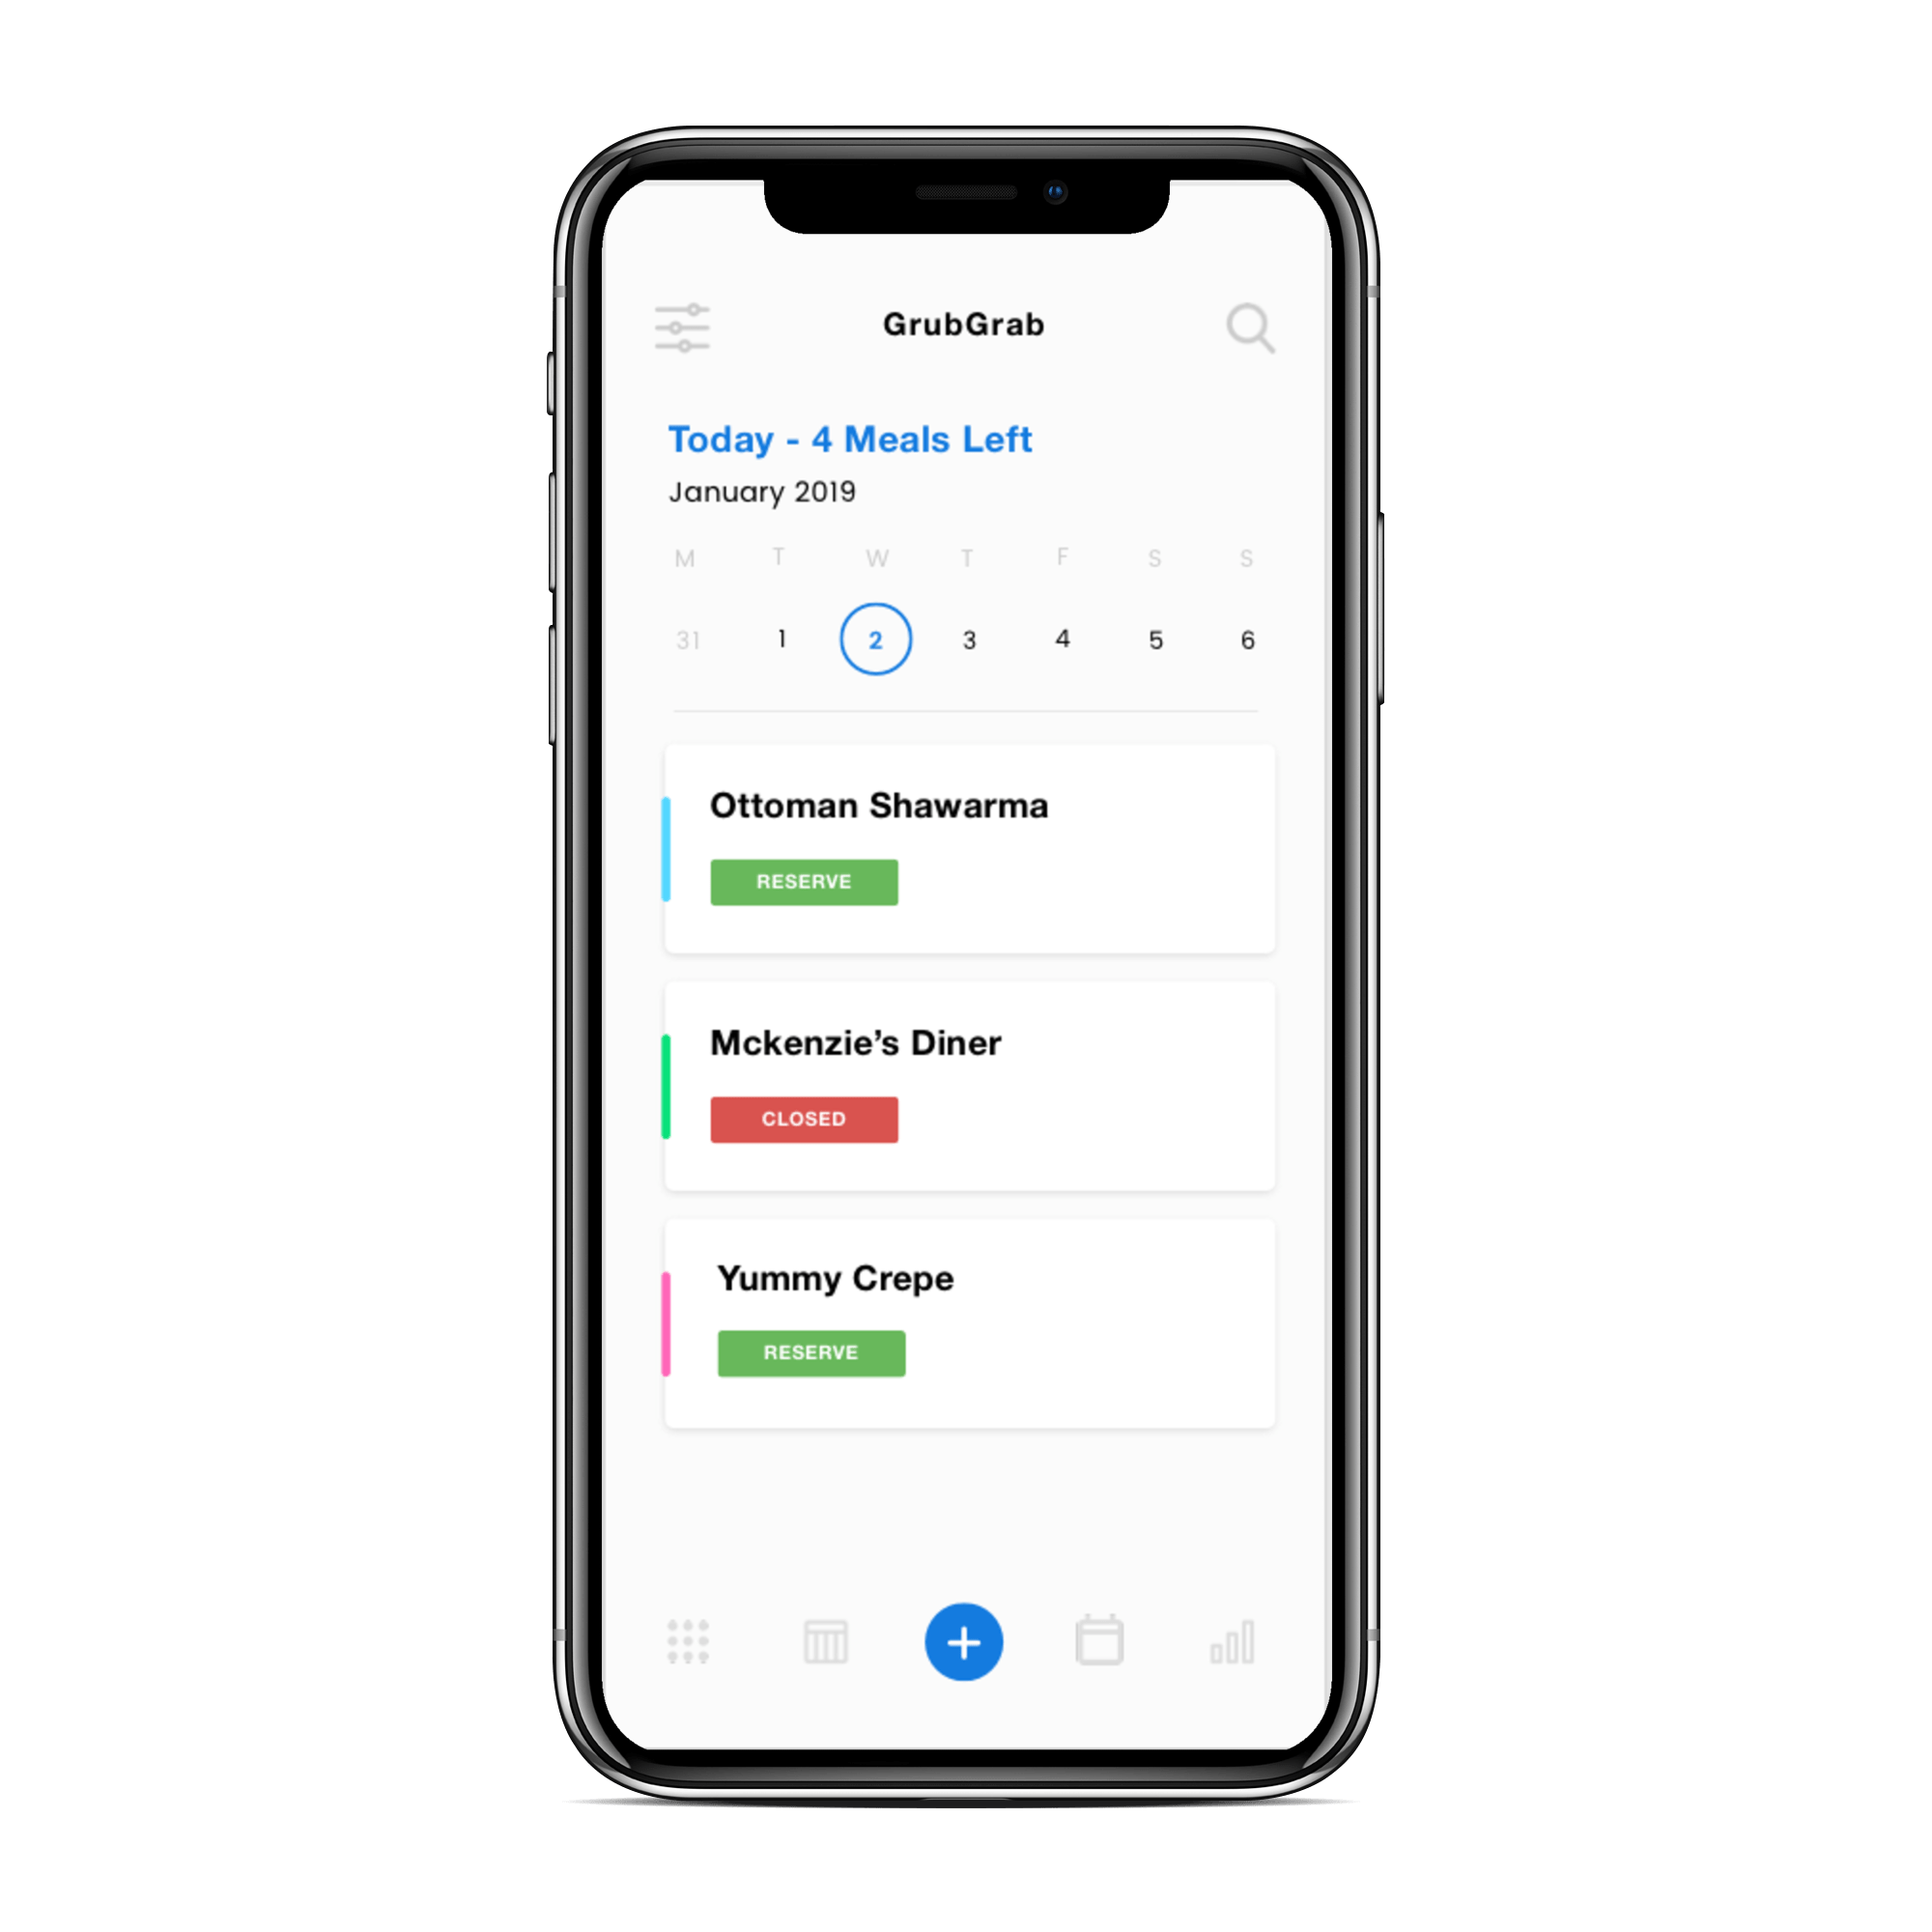 GrubGrab
Today - 4 Meals Left
January 2019
M T W T F S S
31 1 2 3 4 5 6
Ottoman Shawarma
RESERVE
Mckenzie’s Diner
CLOSED
Yummy Crepe
RESERVE